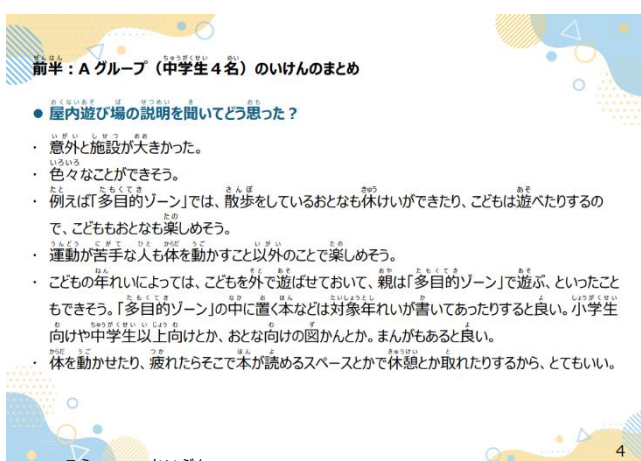 前半：Aグループ（中学生４名）のいけんのまとめ
● 屋内遊び場の説明を聞いてどう思った？
・ 意外と施設が大きかった。
・ 色々なことができそう。
・ 例えば「多目的ゾーン」では、散歩をしているおとなも休けいができたり、こどもは遊べたりするの
で、こどももおとなも楽しめそう。
・ 運動が苦手な人も体を動かすこと以外のことで楽しめそう。
・ こどもの年れいによっては、こどもを外で遊ばせておいて、親は「多目的ゾーン」で遊ぶ、といったこと
もできそう。「多目的ゾーン」の中に置く本などは対象年れいが書いてあったりすると良い。小学生
向けや中学生以上向けとか、おとな向けの図かんとか。まんがもあると良い。
・ 体を動かせたり、疲れたらそこで本が読めるスペースとかで休憩とか取れたりするから、とてもいい。
4